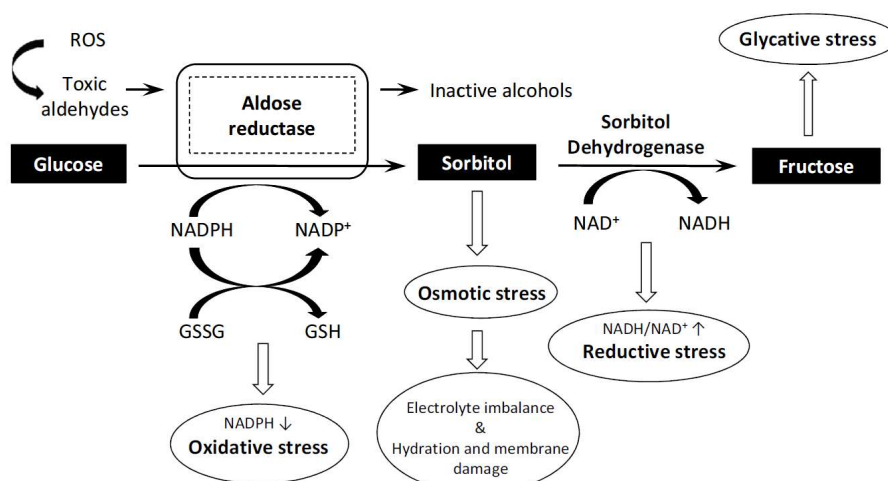 ROS
Toxic
aldehydes
Aldose
reductase
Inactive alcohols
Glycative stress
Glucose
Sorbitol
Sorbitol
Dehydrogenase
Fructose
NADPH
NADP⁺
NAD⁺
NADH
GSSG
GSH
Osmotic stress
NADH/NAD⁺ ↑
Reductive stress
NADPH ↓
Oxidative stress
Electrolyte imbalance
&
Hydration and membrane
damage